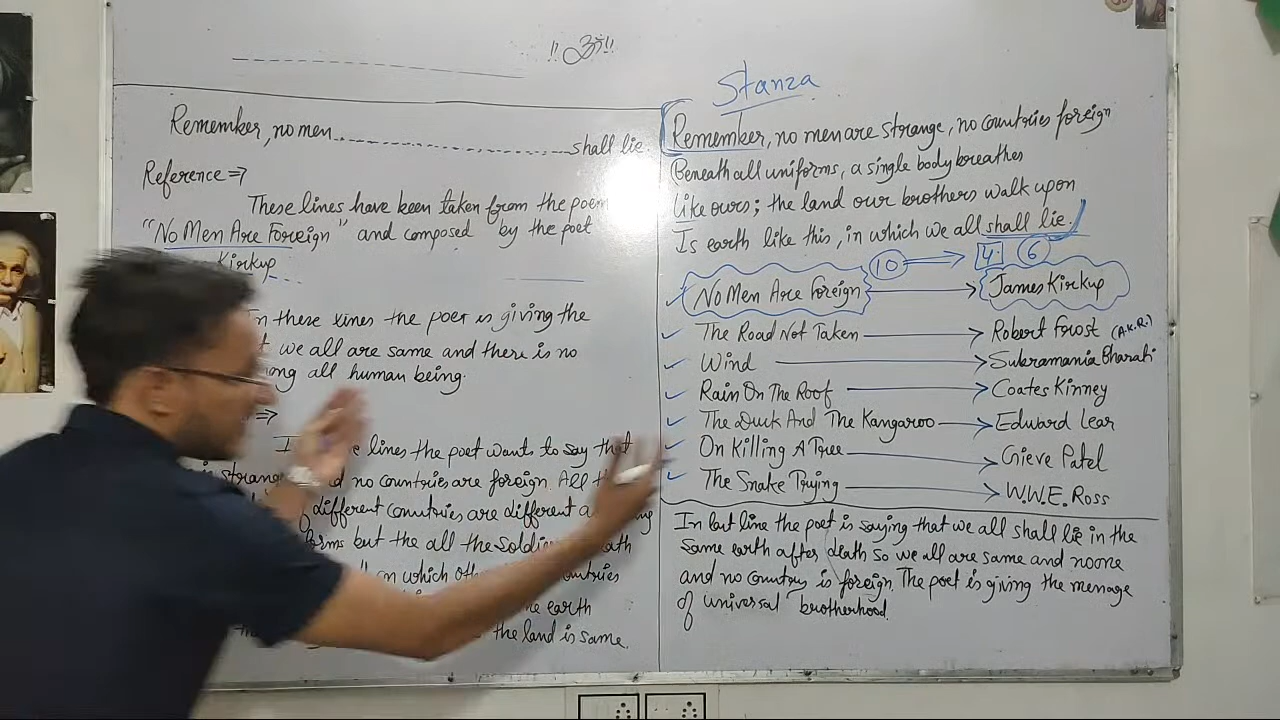 !! ॐ !!
Remember, no men ........................ shall lie
Reference ⇒
These lines have been taken from the poem
"No Men Are Foreign" and composed by the poet
Kirkup
n these lines the poet is giving the
t we all are same and there is no
ong all human being.
⇒
I e lines the poet wants to say that
strang d no countries are foreign. All th
different countries are different a
forms but the all the soldie eath
on which oth ntries
e earth
the land is same.
Stanza
Remember, no men are strange, no countries foreign
Beneath all uniforms, a single body breathes
Like ours; the land our brothers walk upon
Is earth like this, in which we all shall lie.
10 → 4 6
No Men Are Foreign → James Kirkup
The Road Not Taken → Robert Frost (A.K.R.)
Wind → Subramania Bharati
Rain On The Roof → Coates Kinney
The Duck And The Kangaroo → Edward Lear
On Killing A Tree → Gieve Patel
The Snake Trying → W.W.E. Ross
In last line the poet is saying that we all shall lie in the
same earth after death so we all are same and noone
and no country is foreign. The poet is giving the menage
of universal brotherhood.